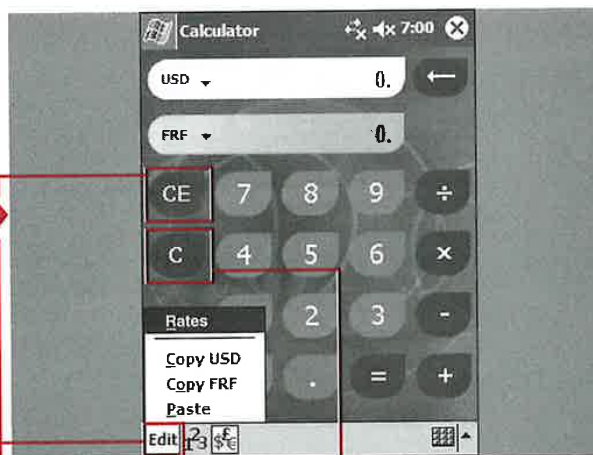 Calculator 7:00
USD 0.
FRF 0.
CE 7 8 9 ÷
C 4 5 6 ×
2 3 -
. = +
Rates
Copy USD
Copy FRF
Paste
Edit 123 $£€